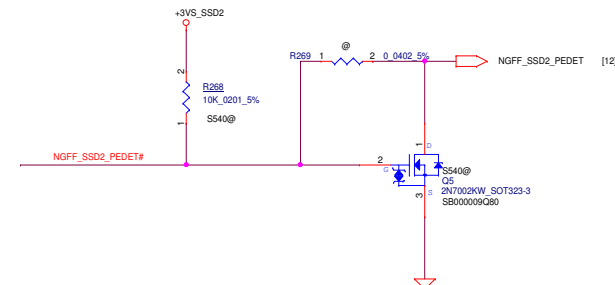 +3VS_SSD2
R269 1 @ 2 0_0402_5%
NGFF_SSD2_PEDET [12]
2
R268
10K_0201_5%
1
S540@
NGFF_SSD2_PEDET#
1 D
2
G
S540@
Q5
2N7002KW_SOT323-3
SB000009Q80
3 S